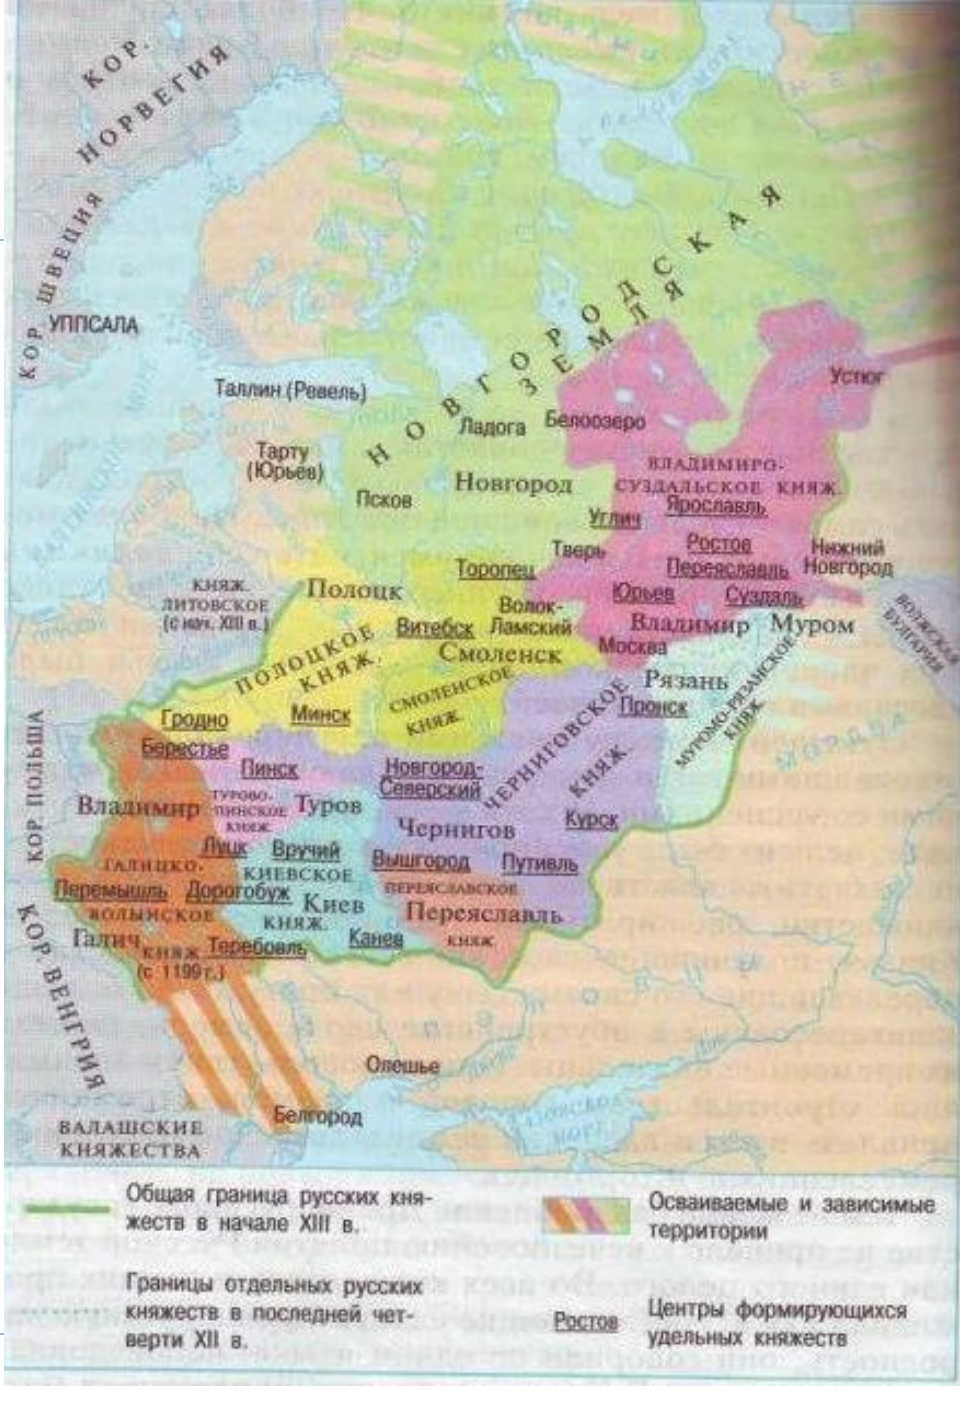 КОР.
НОРВЕГИЯ
КОР. ШВЕЦИЯ
УППСАЛА
Таллин (Ревель)
Тарту
(Юрьев)
НОВГОРОДСКАЯ
ЗЕМЛЯ
Ладога
Белоозеро
Устюг
Псков
Новгород
ВЛАДИМИРО-
СУЗДАЛЬСКОЕ КНЯЖ.
Ярославль
Углич
Тверь
Ростов
Переяславль
Нижний
Новгород
Торопец
Юрьев
Суздаль
КНЯЖ.
ЛИТОВСКОЕ
(с нач. XIII в.)
Полоцк
Волок-
Ламский
Витебск
Владимир
Муром
ВОЛЖСКАЯ
БУЛГАРИЯ
ПОЛОЦКОЕ
КНЯЖ.
Смоленск
Москва
Рязань
СМОЛЕНСКОЕ
КНЯЖ.
Пронск
МУРОМО-РЯЗАНСКОЕ
КНЯЖ.
МОРДВА
Гродно
Минск
Берестье
ЧЕРНИГОВСКОЕ
КНЯЖ.
Пинск
Новгород-
Северский
КОР. ПОЛЬША
Владимир
ТУРОВО-
ПИНСКОЕ
КНЯЖ.
Туров
Чернигов
Курск
Луцк
Вручий
Вышгород
Путивль
ГАЛИЦКО-
КИЕВСКОЕ
Перемышль
Дорогобуж
Киев
ПЕРЕЯСЛАВСКОЕ
ВОЛЫНСКОЕ
КНЯЖ.
Переяславль
Галич
КНЯЖ
Теребовль
Канев
КНЯЖ
(с 1199 г.)
КОР ВЕНГРИЯ
Олешье
Белгород
ВАЛАШСКИЕ
КНЯЖЕСТВА
Общая граница русских кня-
жеств в начале XIII в.
Границы отдельных русских
княжеств в последней чет-
верти XII в.
Осваиваемые и зависимые
территории
Ростов
Центры формирующихся
удельных княжеств